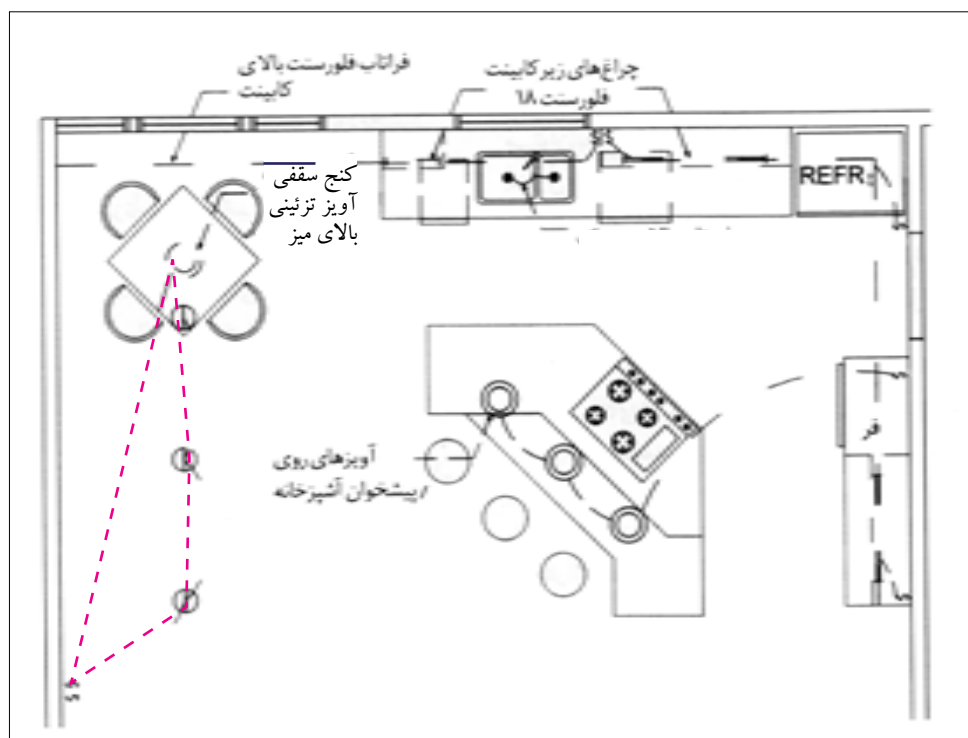 فراتاب فلورسنت بالای
کابینت
چراغ‌های زیر کابینت
فلورسنت ٦٨
کنج سقفی
آویز تزئینی
بالای میز
REFR.
فر
آویزهای روی
پیشخوان آشپزخانه